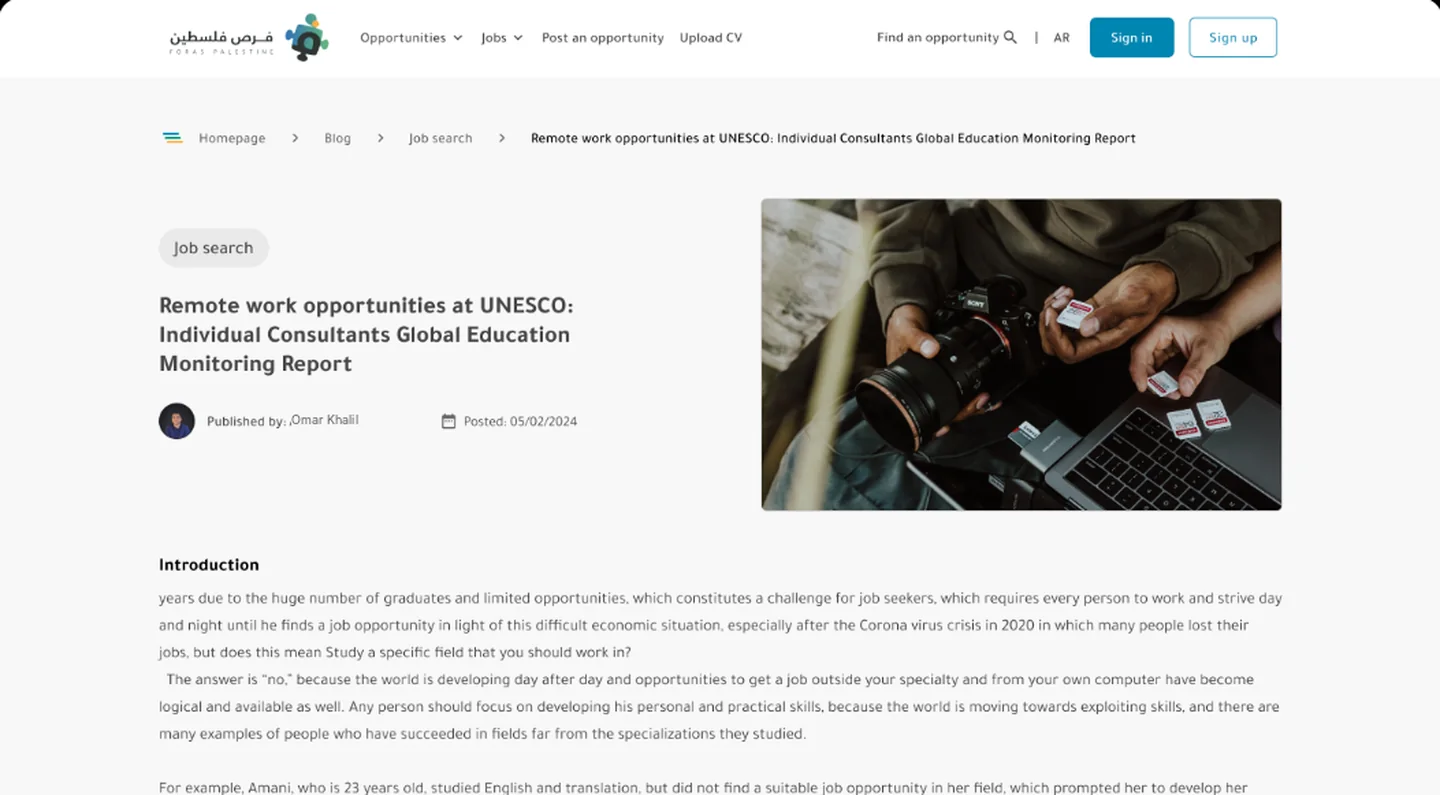 فرص فلسطين
FORAS PALESTINE
Opportunities
Jobs
Post an opportunity
Upload CV
Find an opportunity
|
AR
Sign in
Sign up
Homepage > Blog > Job search > Remote work opportunities at UNESCO: Individual Consultants Global Education Monitoring Report
Job search
Remote work opportunities at UNESCO:
Individual Consultants Global Education
Monitoring Report
Published by: ,Omar Khalil
Posted: 05/02/2024
SONY
Introduction
years due to the huge number of graduates and limited opportunities, which constitutes a challenge for job seekers, which requires every person to work and strive day
and night until he finds a job opportunity in light of this difficult economic situation, especially after the Corona virus crisis in 2020 in which many people lost their
jobs, but does this mean Study a specific field that you should work in?
The answer is “no,” because the world is developing day after day and opportunities to get a job outside your specialty and from your own computer have become
logical and available as well. Any person should focus on developing his personal and practical skills, because the world is moving towards exploiting skills, and there are
many examples of people who have succeeded in fields far from the specializations they studied.
For example, Amani, who is 23 years old, studied English and translation, but did not find a suitable job opportunity in her field, which prompted her to develop her